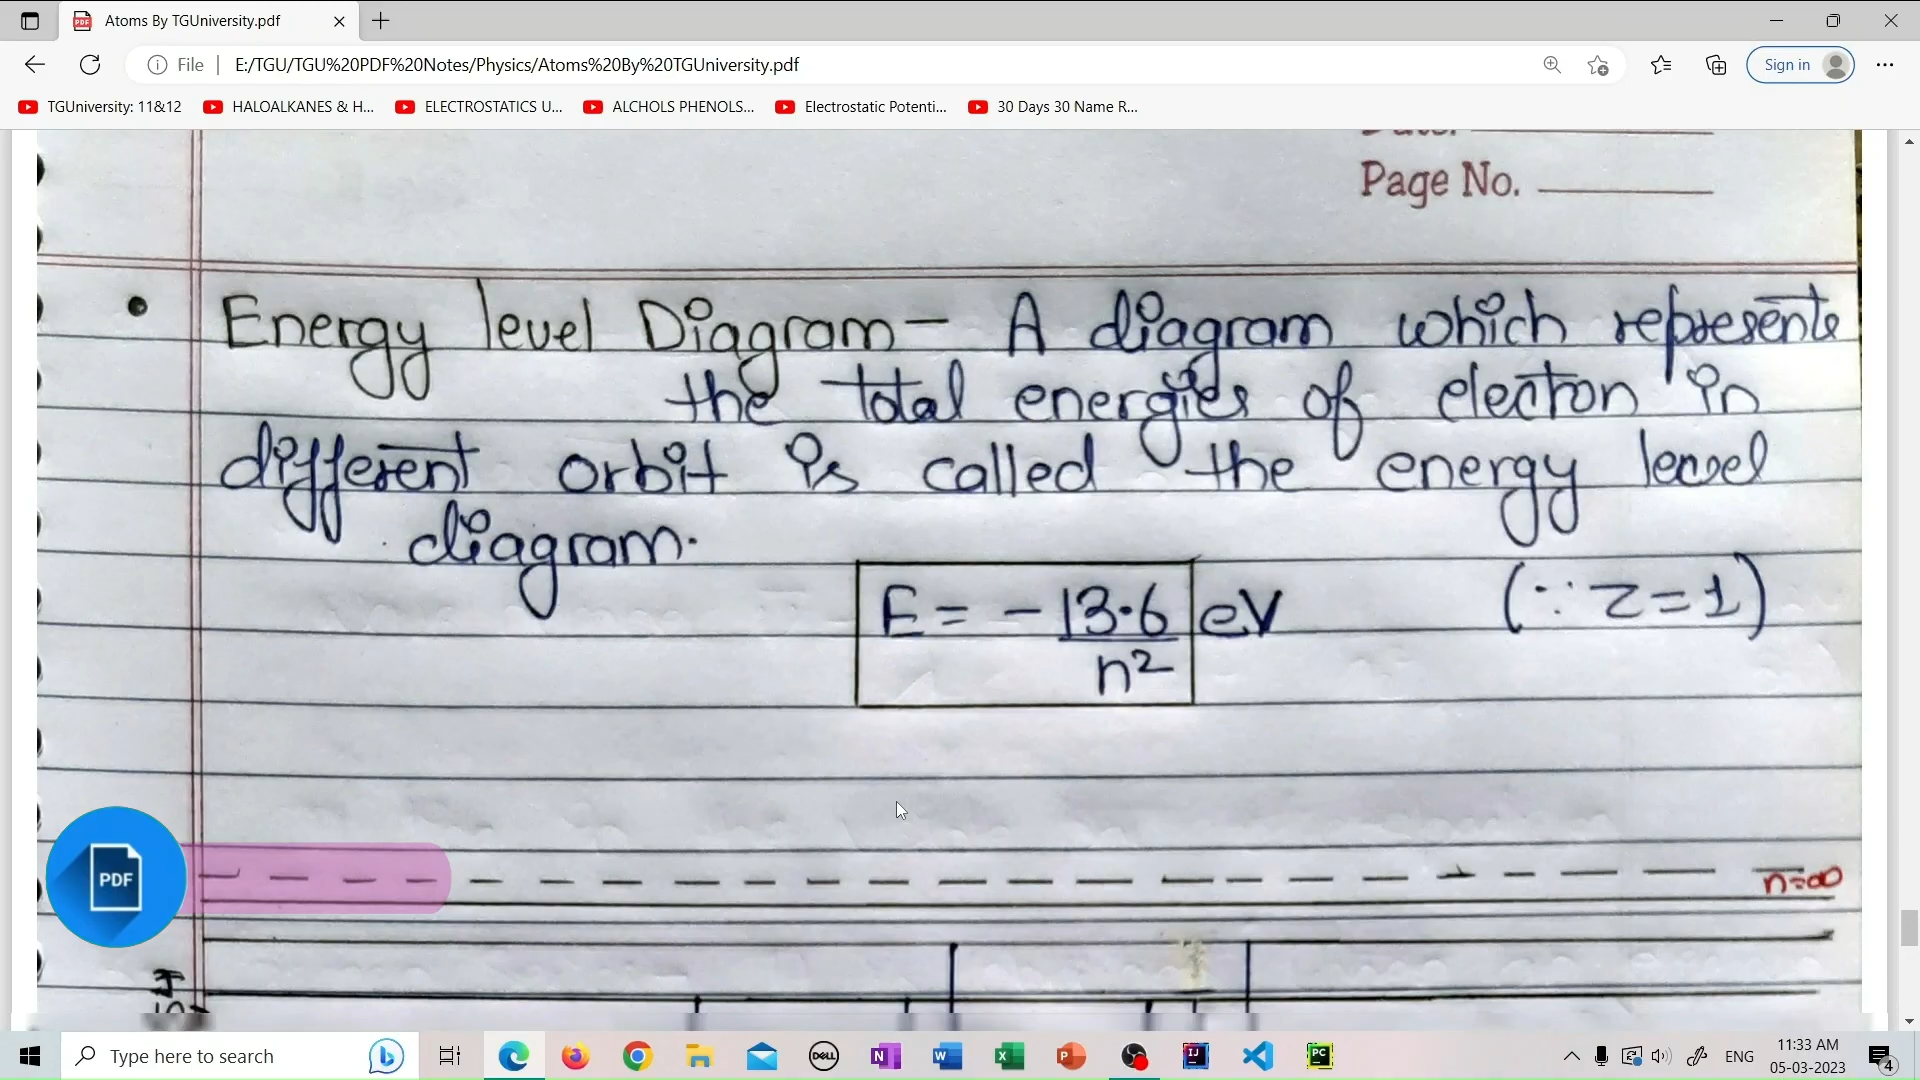 Atoms By TGUniversity.pdf
File
E:/TGU/TGU%20PDF%20Notes/Physics/Atoms%20By%20TGUniversity.pdf
Sign in
TGUniversity: 11&12
HALOALKANES & H...
ELECTROSTATICS U...
ALCHOLS PHENOLS...
Electrostatic Potenti...
30 Days 30 Name R...
Page No.
• Energy level Diagram - A diagram which represents
the total energies of electron in
different orbit is called the energy level
diagram.
E = - 13.6 eV (∵ z=1)
n²
PDF
n=∞
Type here to search
DELL
ENG
11:33 AM
05-03-2023
4